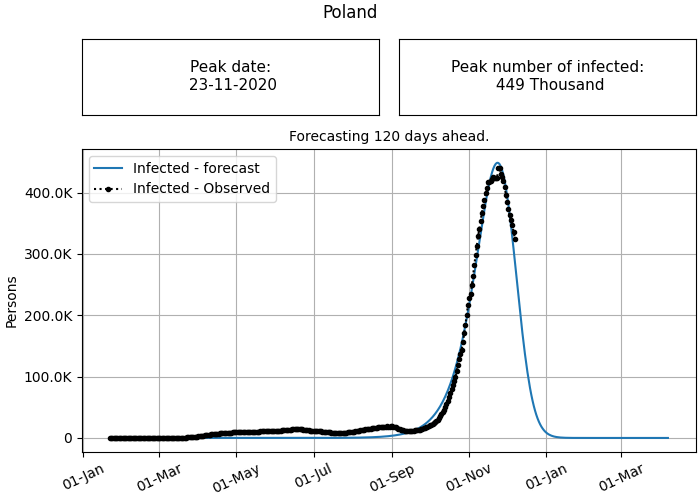 Poland
Peak date:
23-11-2020
Peak number of infected:
449 Thousand
Forecasting 120 days ahead.
Infected - forecast
Infected - Observed
400.0K
300.0K
200.0K
100.0K
0
Persons
01-Jan
01-Mar
01-May
01-Jul
01-Sep
01-Nov
01-Jan
01-Mar